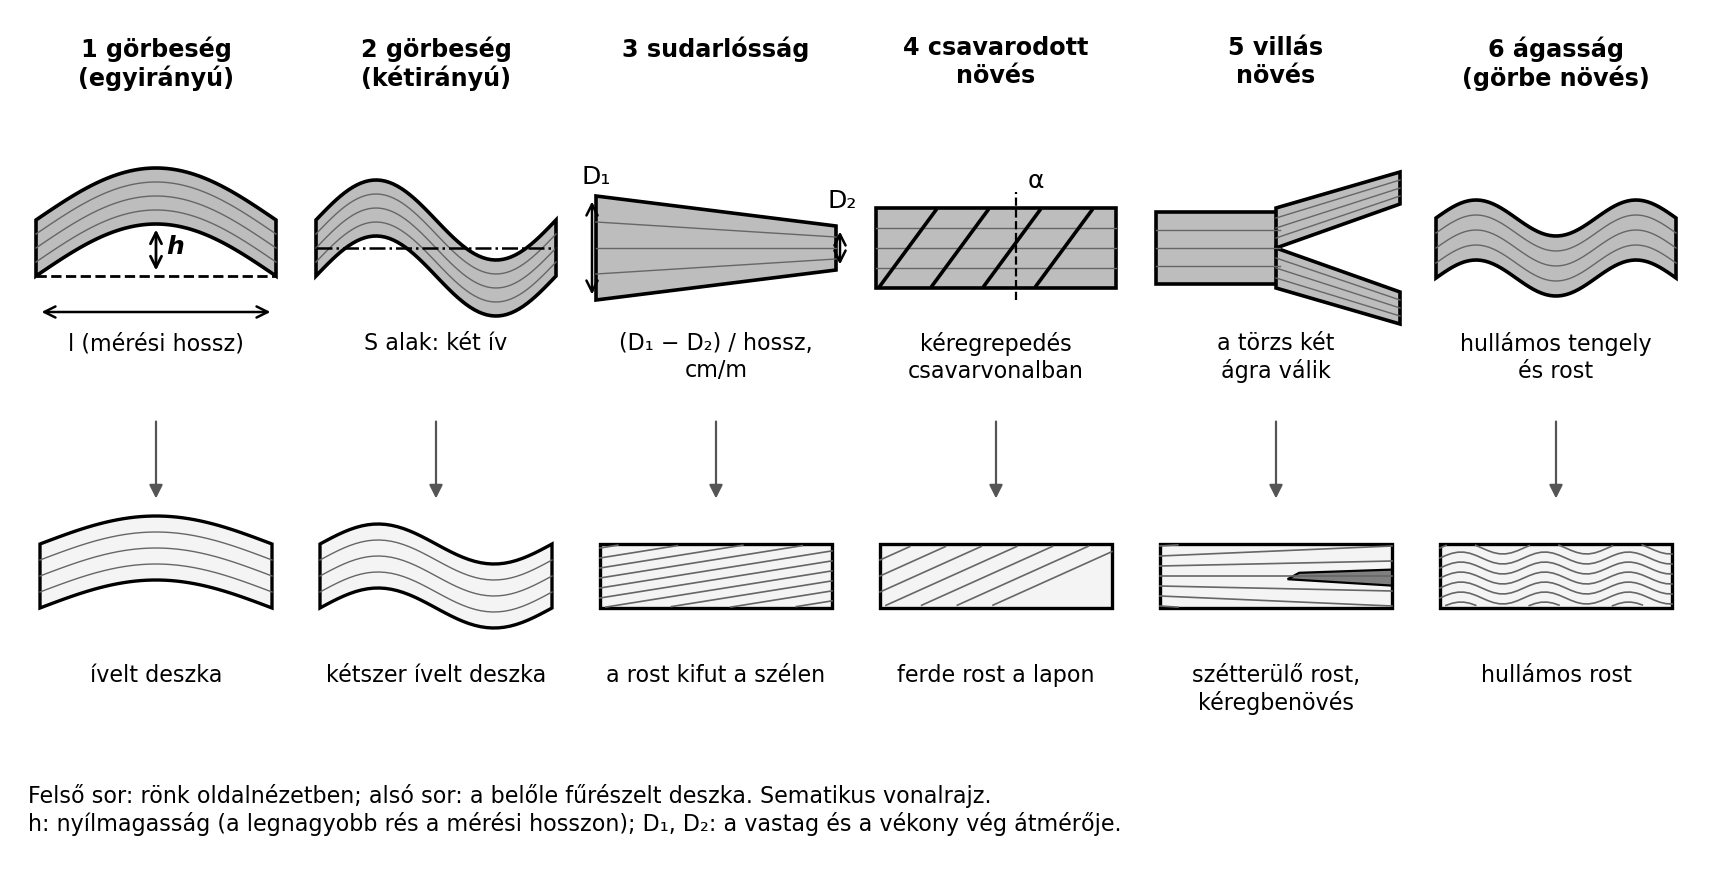 1 görbeség
(egyirányú)
2 görbeség
(kétirányú)
3 sudarlósság
4 csavarodott
növés
5 villás
növés
6 ágasság
(görbe növés)
h
D₁
D₂
α
l (mérési hossz)
S alak: két ív
(D₁ − D₂) / hossz,
cm/m
kéregrepedés
csavarvonalban
a törzs két
ágra válik
hullámos tengely
és rost
ívelt deszka
kétszer ívelt deszka
a rost kifut a szélen
ferde rost a lapon
szétterülő rost,
kéregbenövés
hullámos rost
Felső sor: rönk oldalnézetben; alsó sor: a belőle fűrészelt deszka. Sematikus vonalrajz.
h: nyílmagasság (a legnagyobb rés a mérési hosszon); D₁, D₂: a vastag és a vékony vég átmérője.